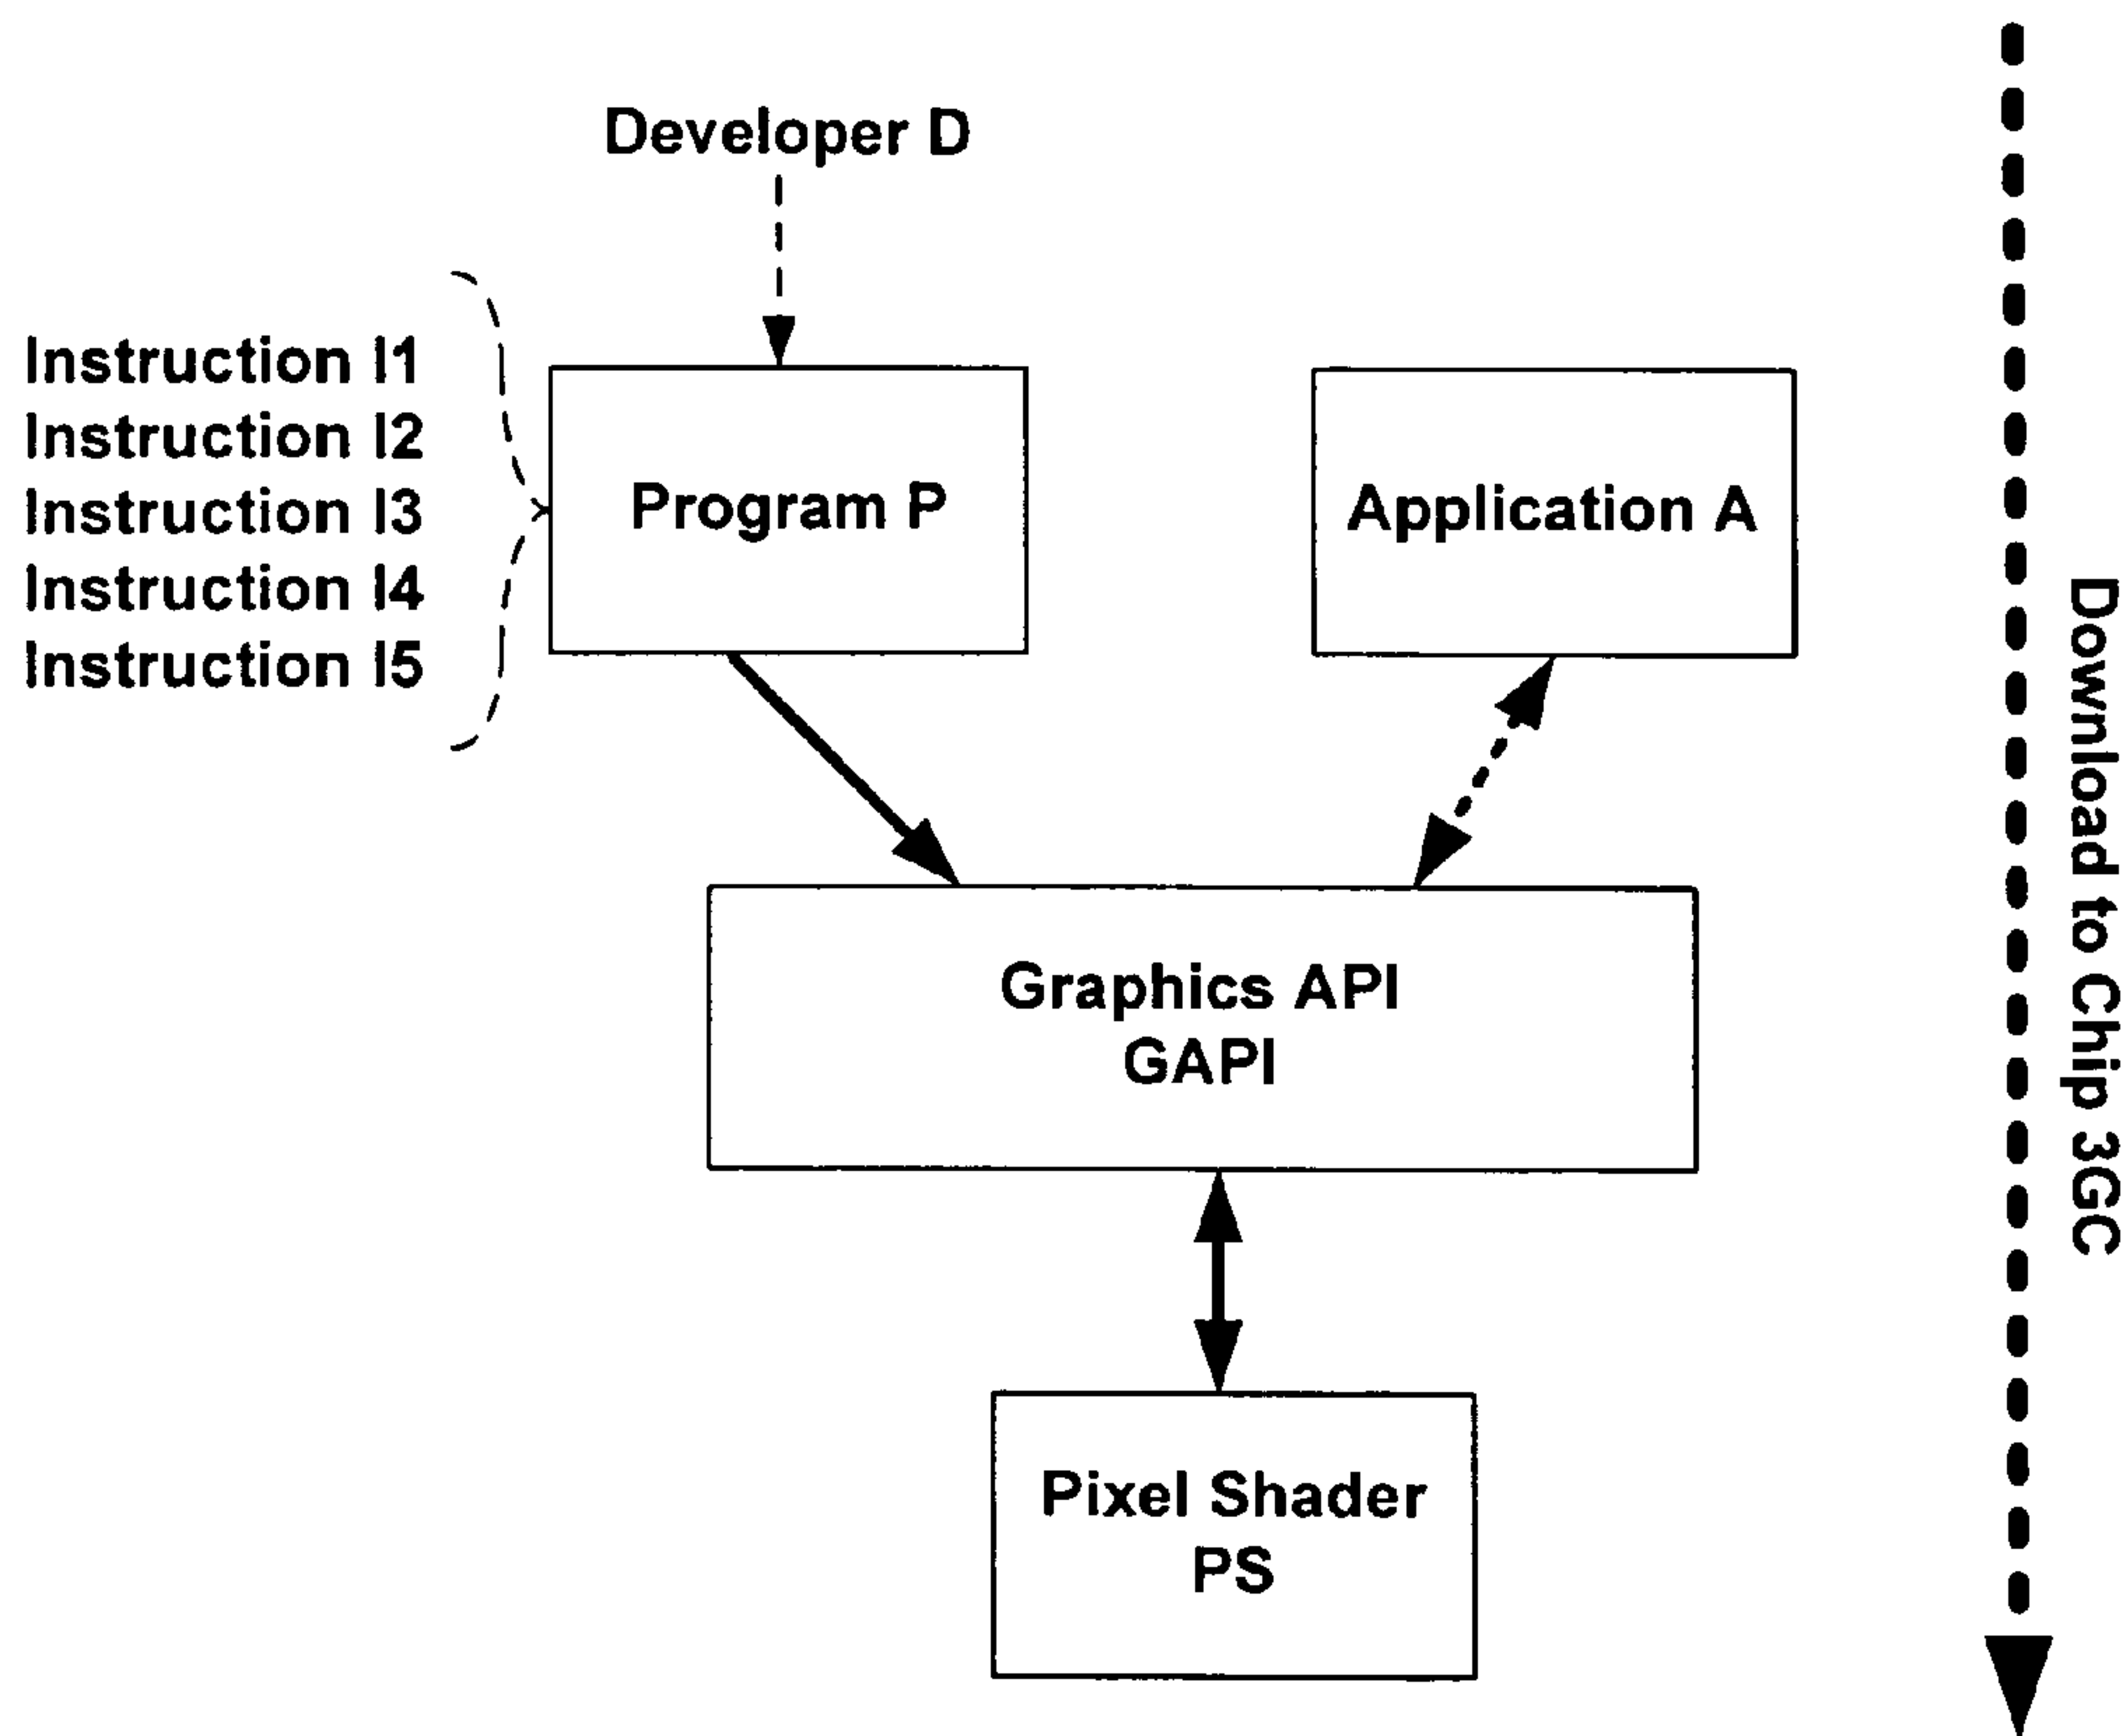 Developer D
Instruction I1
Instruction I2
Instruction I3
Instruction I4
Instruction I5
Program P
Application A
Graphics API
GAPI
Pixel Shader
PS
Download to Chip 3GC